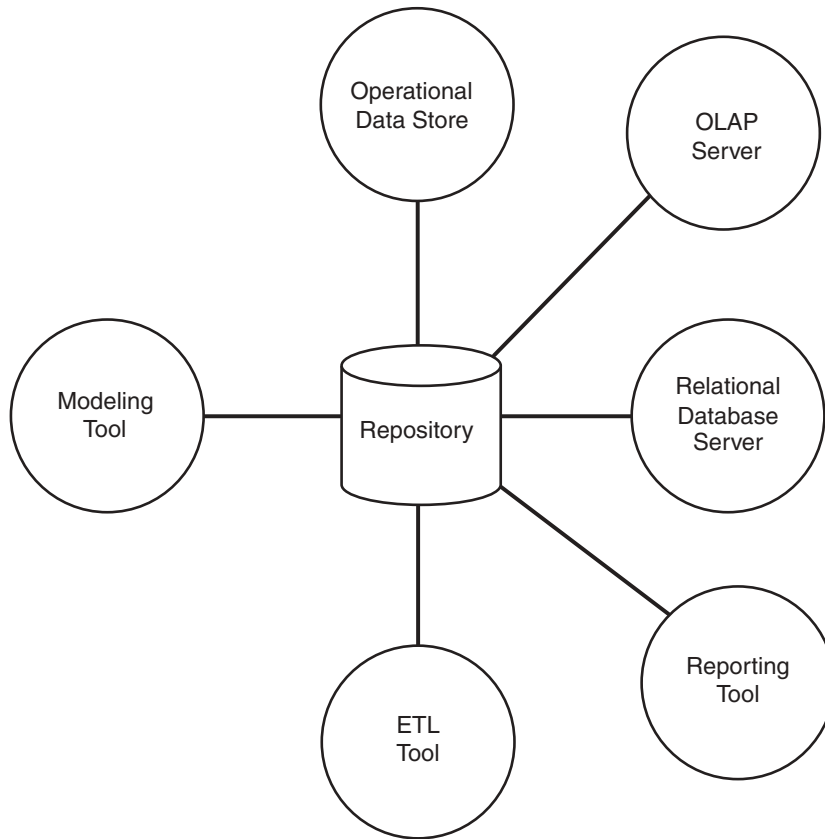 Operational
Data Store
OLAP
Server
Modeling
Tool
Repository
Relational
Database
Server
ETL
Tool
Reporting
Tool